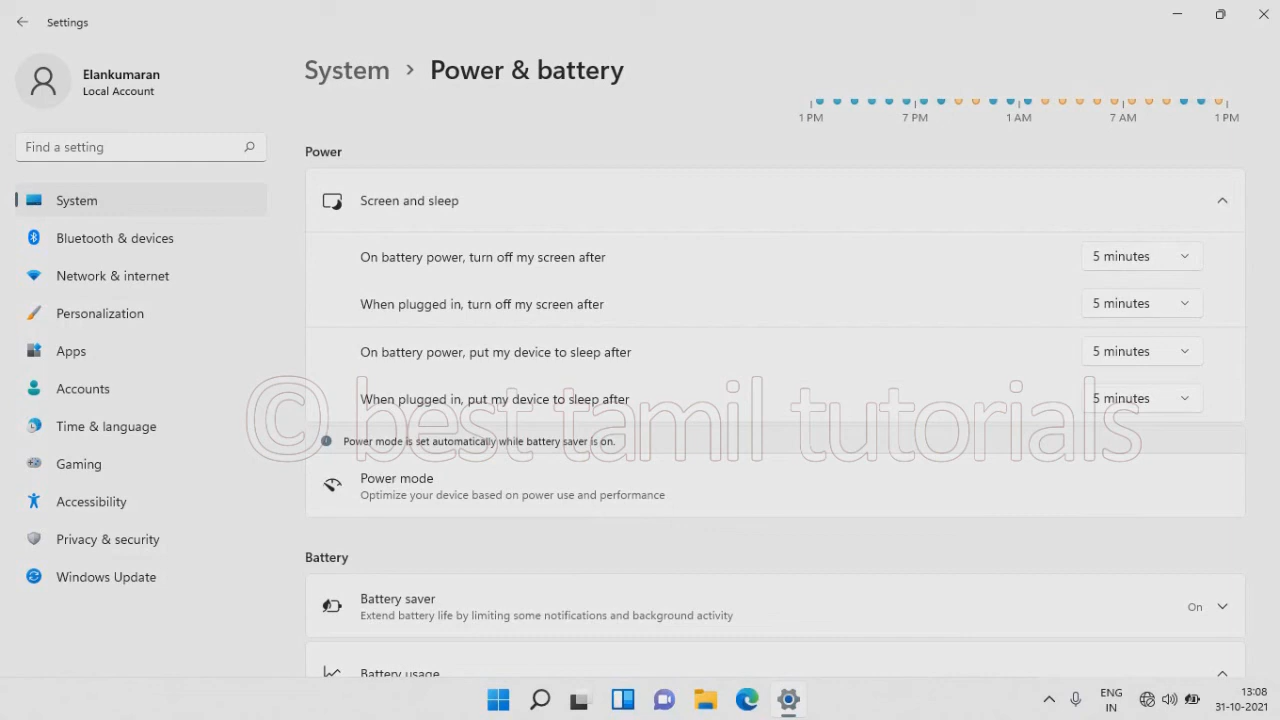 Settings
Elankumaran
Local Account
Find a setting
System
Bluetooth & devices
Network & internet
Personalization
Apps
Accounts
Time & language
Gaming
Accessibility
Privacy & security
Windows Update
System > Power & battery
1 PM 7 PM 1 AM 7 AM 1 PM
Power
Screen and sleep
On battery power, turn off my screen after 5 minutes
When plugged in, turn off my screen after 5 minutes
On battery power, put my device to sleep after 5 minutes
When plugged in, put my device to sleep after 5 minutes
© best tamil tutorials
Power mode is set automatically while battery saver is on.
Power mode
Optimize your device based on power use and performance
Battery
Battery saver
Extend battery life by limiting some notifications and background activity
On
Battery usage
ENG
IN
13:08
31-10-2021